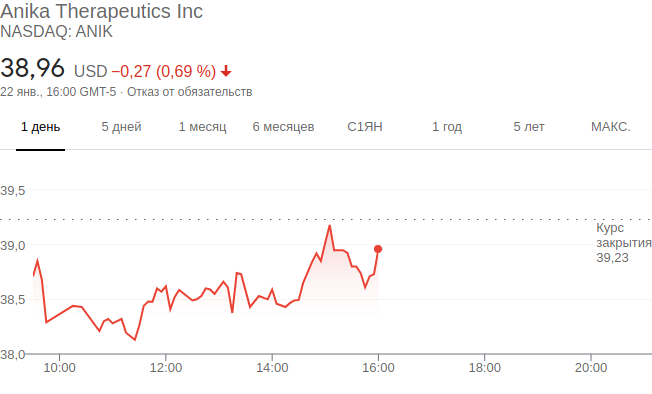 Anika Therapeutics Inc
NASDAQ: ANIK
38,96 USD −0,27 (0,69 %)
22 янв., 16:00 GMT-5 · Отказ от обязательств
1 день 5 дней 1 месяц 6 месяцев С1ЯН 1 год 5 лет МАКС.
39,5
Курс
закрытия
39,23
39,0
38,5
38,0
10:00 12:00 14:00 16:00 18:00 20:00